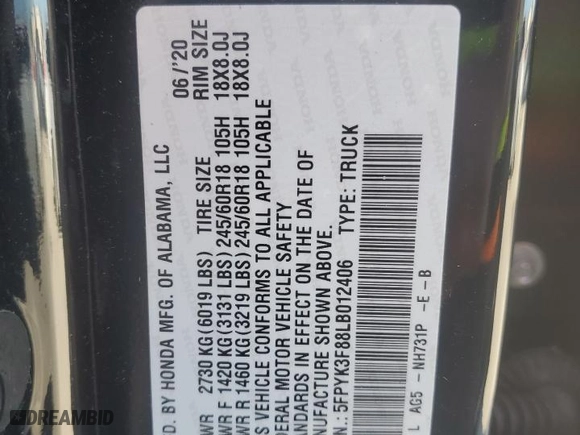 D. BY HONDA MFG. OF ALABAMA, LLC 06/'20
WR 2730 KG (6019 LBS) TIRE SIZE RIM SIZE
WR F 1420 KG (3131 LBS) 245/60R18 105H 18X8.0J
WR R 1460 KG (3219 LBS) 245/60R18 105H 18X8.0J
S VEHICLE CONFORMS TO ALL APPLICABLE
DERAL MOTOR VEHICLE SAFETY
ANDARDS IN EFFECT ON THE DATE OF
NUFACTURE SHOWN ABOVE.
N: 5FPYK3F88LB012406 TYPE: TRUCK
L AG5 - NH731P -E-B
DREAMBID